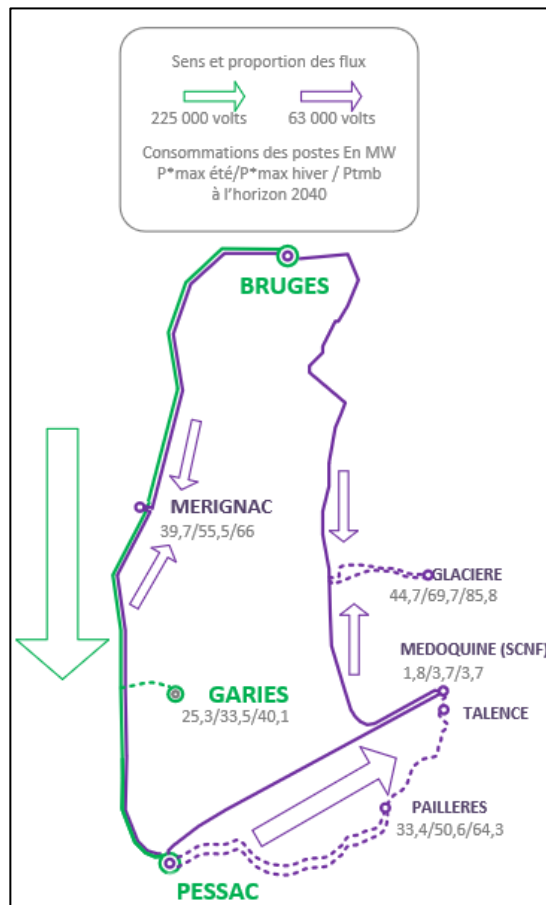 Sens et proportion des flux
225 000 volts 63 000 volts
Consommations des postes En MW
P*max été/P*max hiver / Ptmb
à l'horizon 2040
BRUGES
MERIGNAC
39,7/55,5/66
GLACIERE
44,7/69,7/85,8
MEDOQUINE (SCNF)
1,8/3,7/3,7
GARIES
25,3/33,5/40,1
TALENCE
PAILLERES
33,4/50,6/64,3
PESSAC